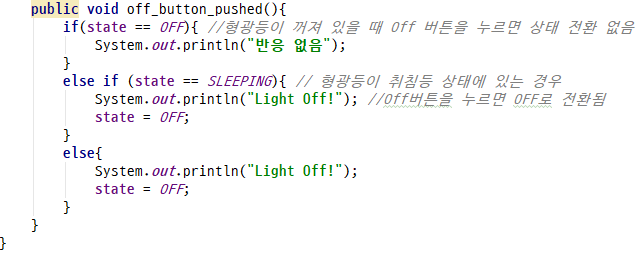 public void off_button_pushed(){
if(state == OFF){ //형광등이 꺼져 있을 때 Off 버튼을 누르면 상태 전환 없음
System.out.println("반응 없음");
}
else if (state == SLEEPING){ // 형광등이 취침등 상태에 있는 경우
System.out.println("Light Off!"); //Off버튼을 누르면 OFF로 전환됨
state = OFF;
}
else{
System.out.println("Light Off!");
state = OFF;
}
}
}